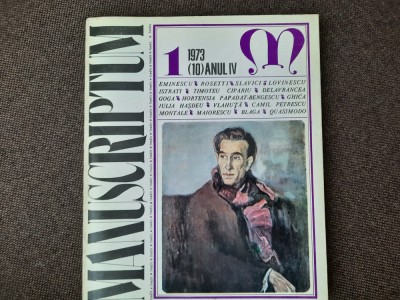 MANUSCRIPTUM
1 1973
(10) ANUL IV
EMINESCU ROSETTI SLAVICI LOVINESCU
ISTRATI TIMOTEU CIPARIU DELAVRANCEA
GOGA HORTENSIA PAPADAT-BENGESCU GHICA
IULIA HASDEU VLAHUȚĂ CAMIL PETRESCU
MONTALE MAIORESCU BLAGA QUASIMODO